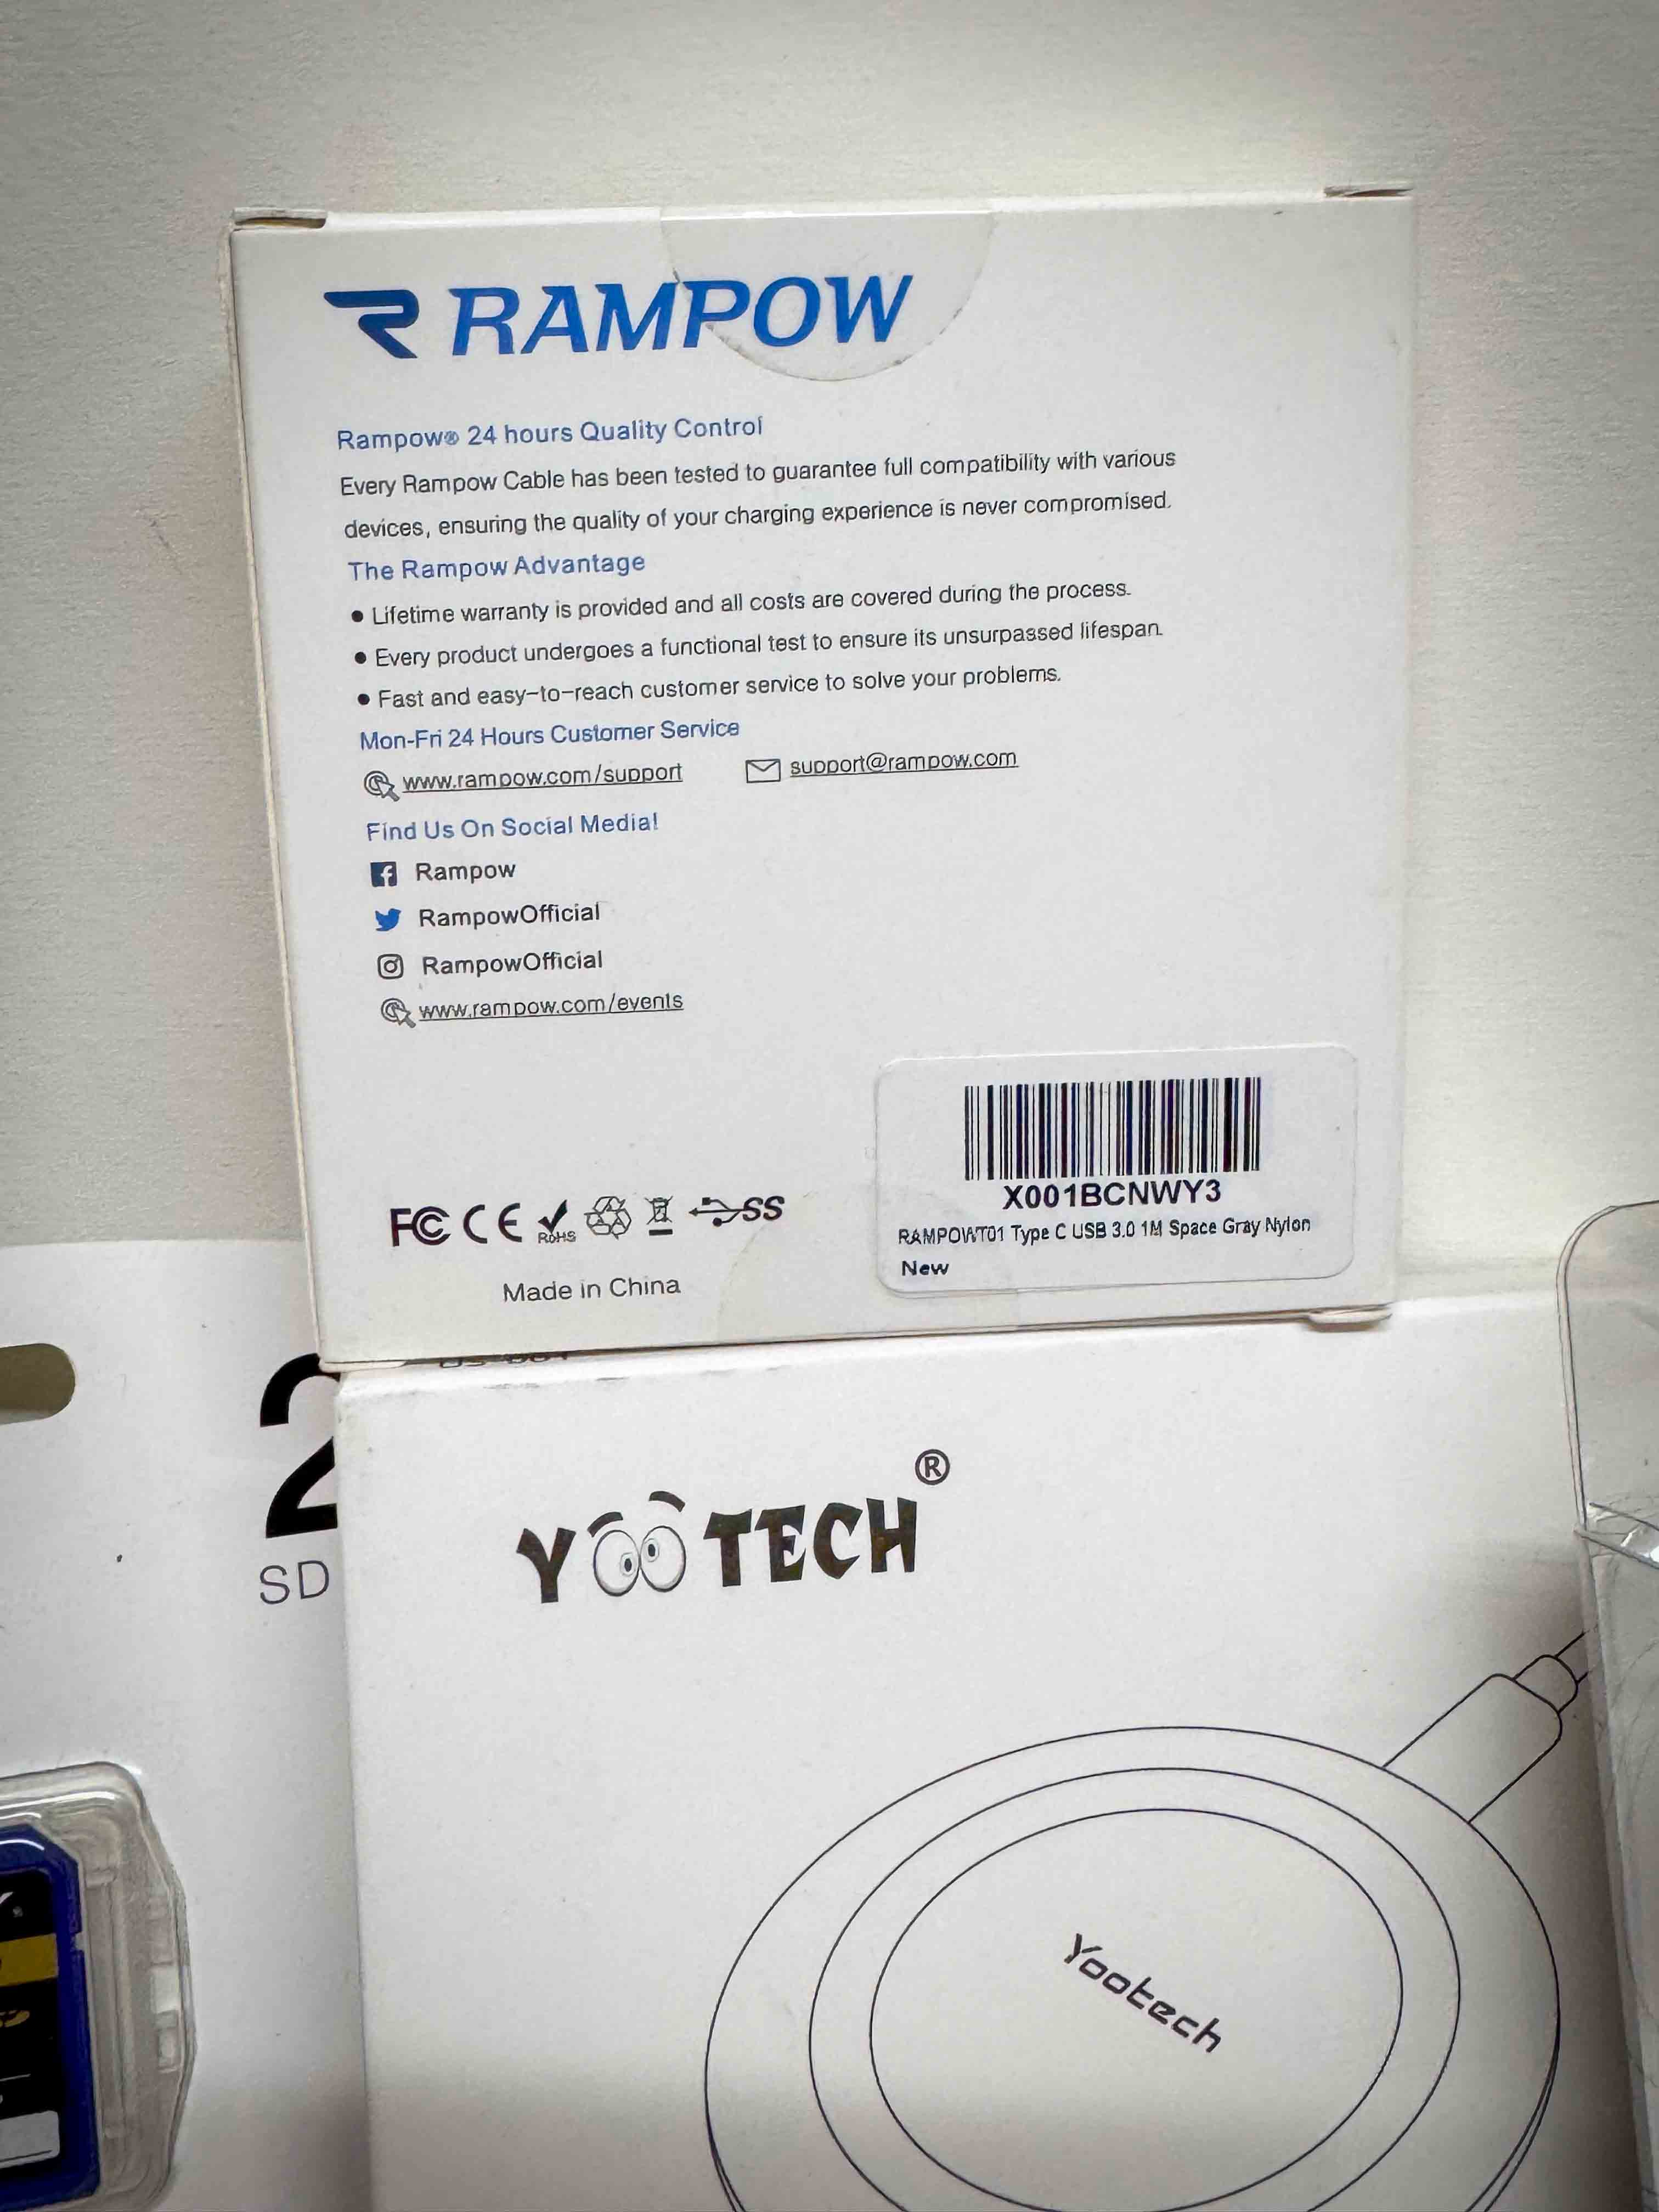 RAMPOW
Rampow® 24 hours Quality Control
Every Rampow Cable has been tested to guarantee full compatibility with various
devices, ensuring the quality of your charging experience is never compromised.
The Rampow Advantage
• Lifetime warranty is provided and all costs are covered during the process.
• Every product undergoes a functional test to ensure its unsurpassed lifespan.
• Fast and easy-to-reach customer service to solve your problems.
Mon-Fri 24 Hours Customer Service
www.rampow.com/support support@rampow.com
Find Us On Social Media!
Rampow
RampowOfficial
RampowOfficial
www.rampow.com/events
FC CE RoHS SS
Made in China
X001BCNWY3
RAMPOWT01 Type C USB 3.0 1M Space Gray Nylon
New
2
SD
YOOTECH®
Yootech